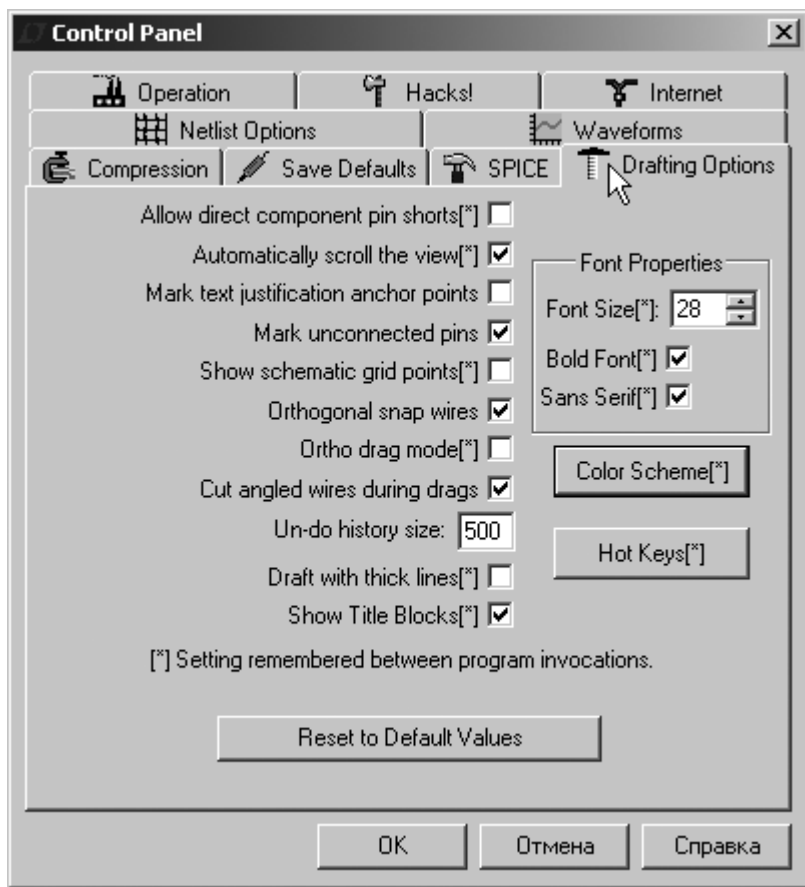 Control Panel
Operation
Hacks!
Internet
Netlist Options
Waveforms
Compression
Save Defaults
SPICE
Drafting Options
Allow direct component pin shorts[*]
Automatically scroll the view[*]
Mark text justification anchor points
Mark unconnected pins
Show schematic grid points[*]
Orthogonal snap wires
Ortho drag mode[*]
Cut angled wires during drags
Un-do history size: 500
Draft with thick lines[*]
Show Title Blocks[*]
Font Properties
Font Size[*]: 28
Bold Font[*]
Sans Serif[*]
Color Scheme[*]
Hot Keys[*]
[*] Setting remembered between program invocations.
Reset to Default Values
OK
Отмена
Справка